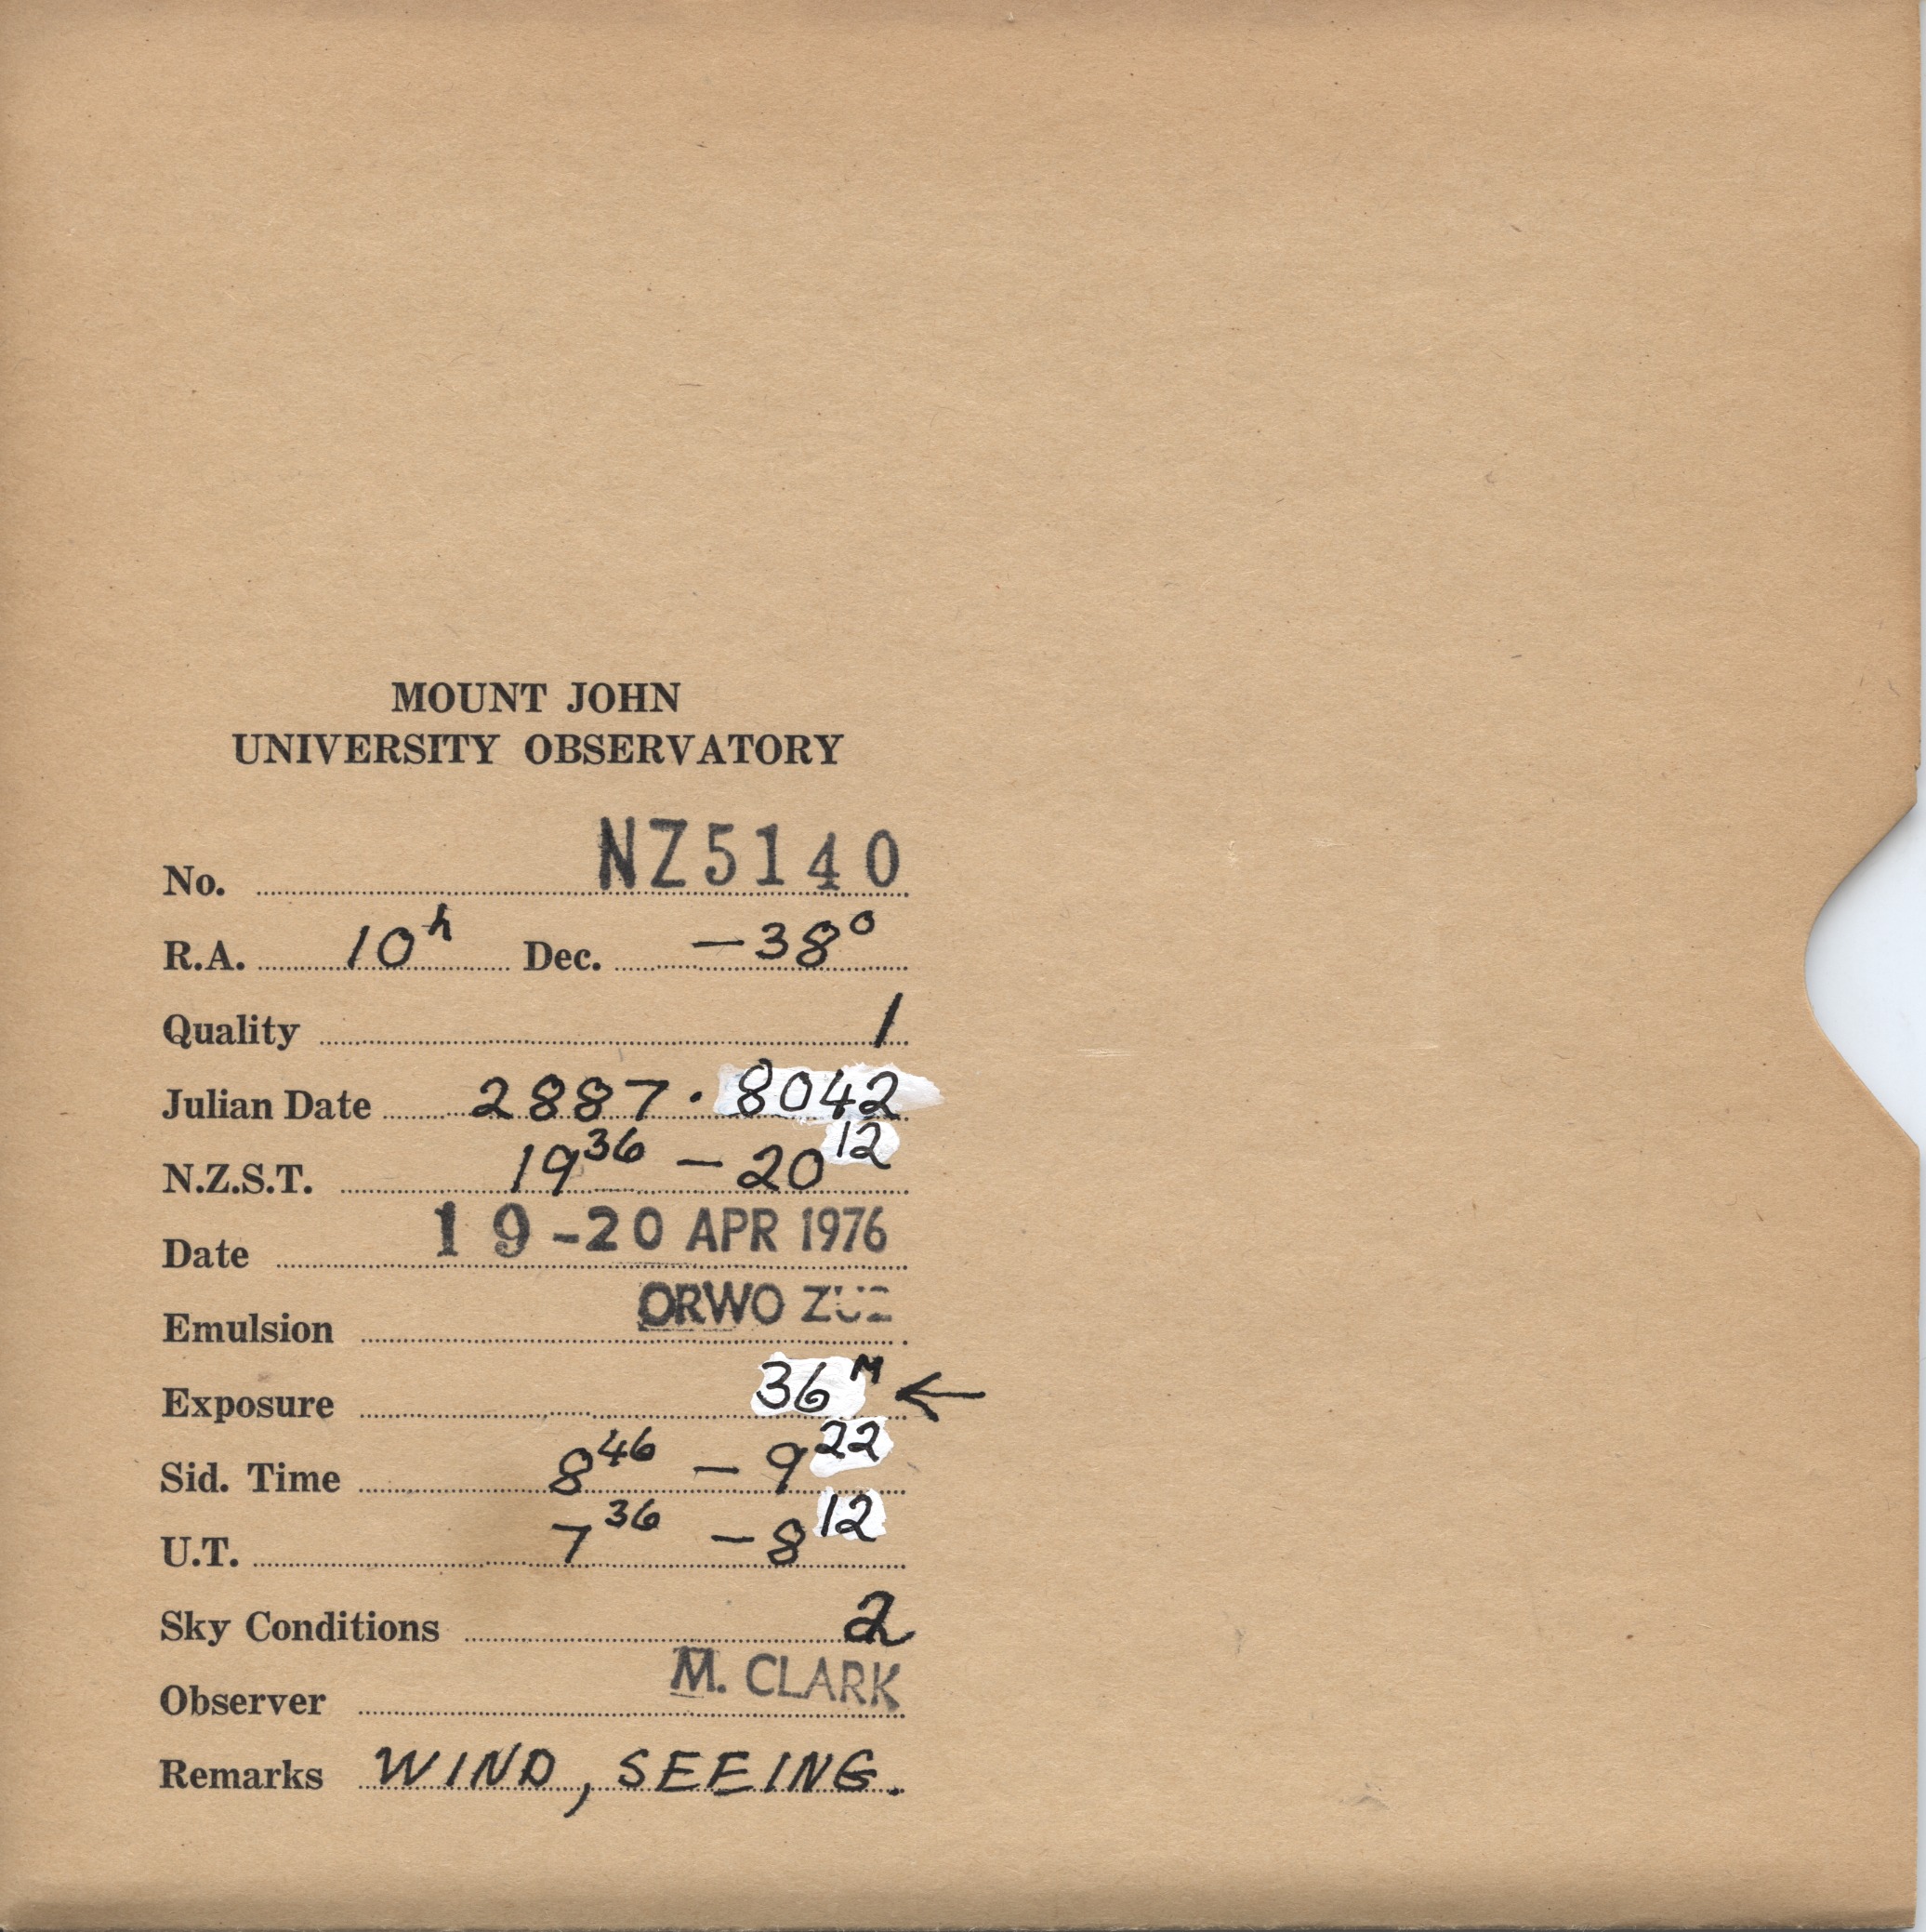 MOUNT JOHN
UNIVERSITY OBSERVATORY
No. NZ5140
R.A. 10h Dec. -38°
Quality 1
Julian Date 2887.8042
N.Z.S.T. 19 36 - 20 12
Date 19-20 APR 1976
Emulsion ORWO ZU2
Exposure 36 M ←
Sid. Time 8 46 - 9 22
U.T. 7 36 - 8 12
Sky Conditions 2
Observer M. CLARK
Remarks WIND, SEEING.